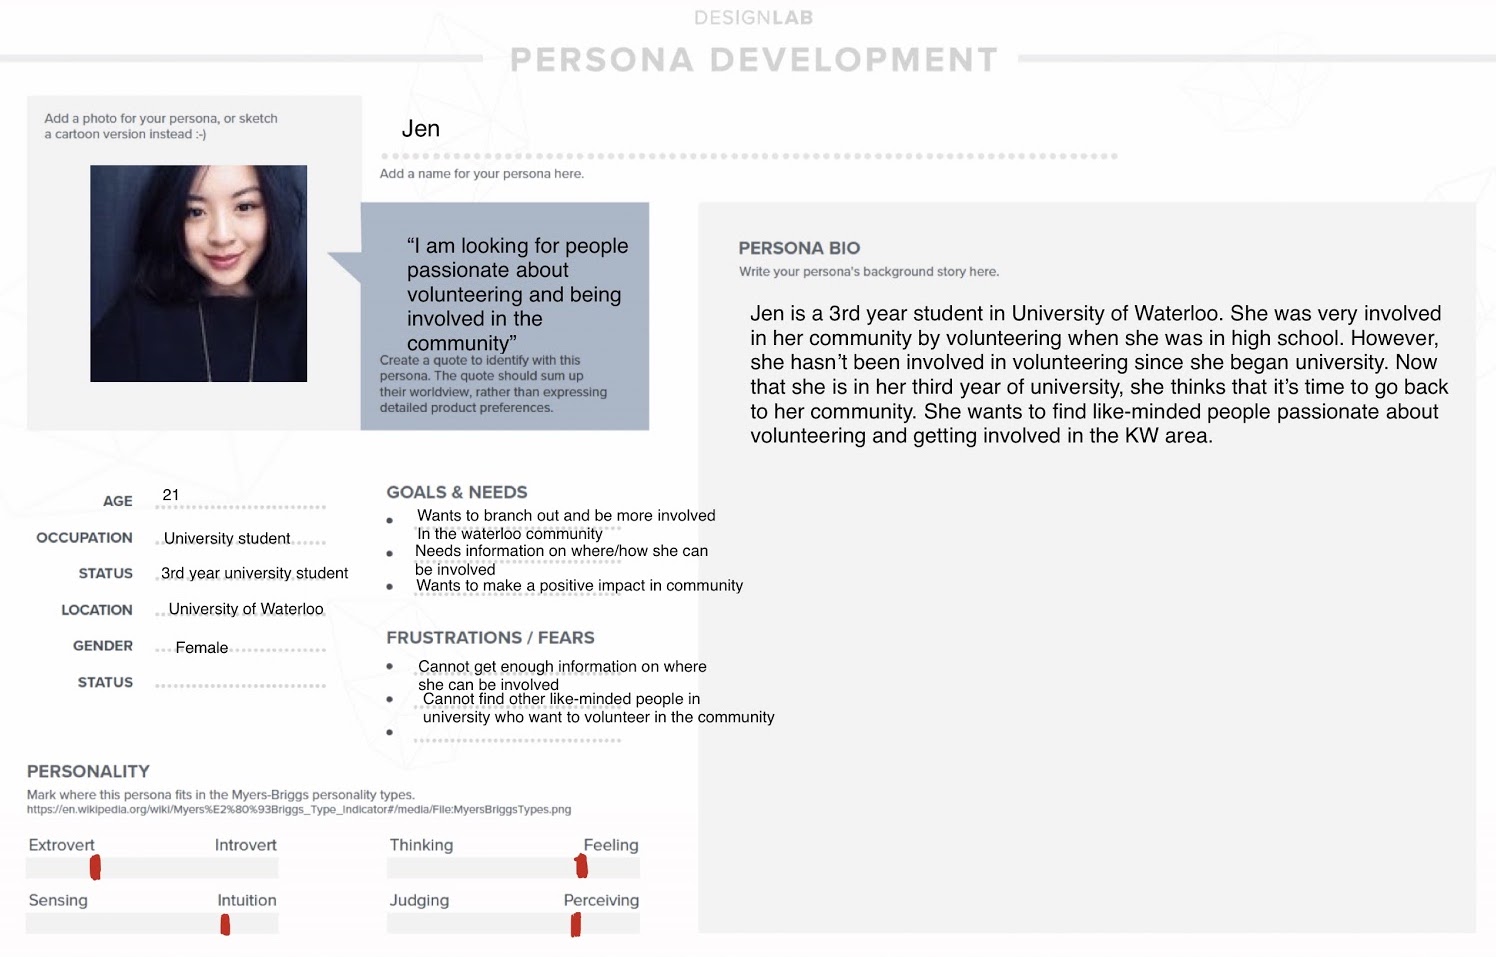 DESIGNLAB
PERSONA DEVELOPMENT
Add a photo for your persona, or sketch
a cartoon version instead :-)
Jen
Add a name for your persona here.
“I am looking for people
passionate about
volunteering and being
involved in the
community”
Create a quote to identify with this
persona. The quote should sum up
their worldview, rather than expressing
detailed product preferences.
PERSONA BIO
Write your persona's background story here.
Jen is a 3rd year student in University of Waterloo. She was very involved
in her community by volunteering when she was in high school. However,
she hasn’t been involved in volunteering since she began university. Now
that she is in her third year of university, she thinks that it’s time to go back
to her community. She wants to find like-minded people passionate about
volunteering and getting involved in the KW area.
AGE 21
OCCUPATION University student
STATUS 3rd year university student
LOCATION University of Waterloo
GENDER Female
STATUS
GOALS & NEEDS
Wants to branch out and be more involved
In the waterloo community
Needs information on where/how she can
be involved
Wants to make a positive impact in community
FRUSTRATIONS / FEARS
Cannot get enough information on where
she can be involved
Cannot find other like-minded people in
university who want to volunteer in the community
PERSONALITY
Mark where this persona fits in the Myers-Briggs personality types.
https://en.wikipedia.org/wiki/Myers%E2%80%93Briggs_Type_Indicator#/media/File:MyersBriggsTypes.png
Extrovert Introvert
Thinking Feeling
Sensing Intuition
Judging Perceiving